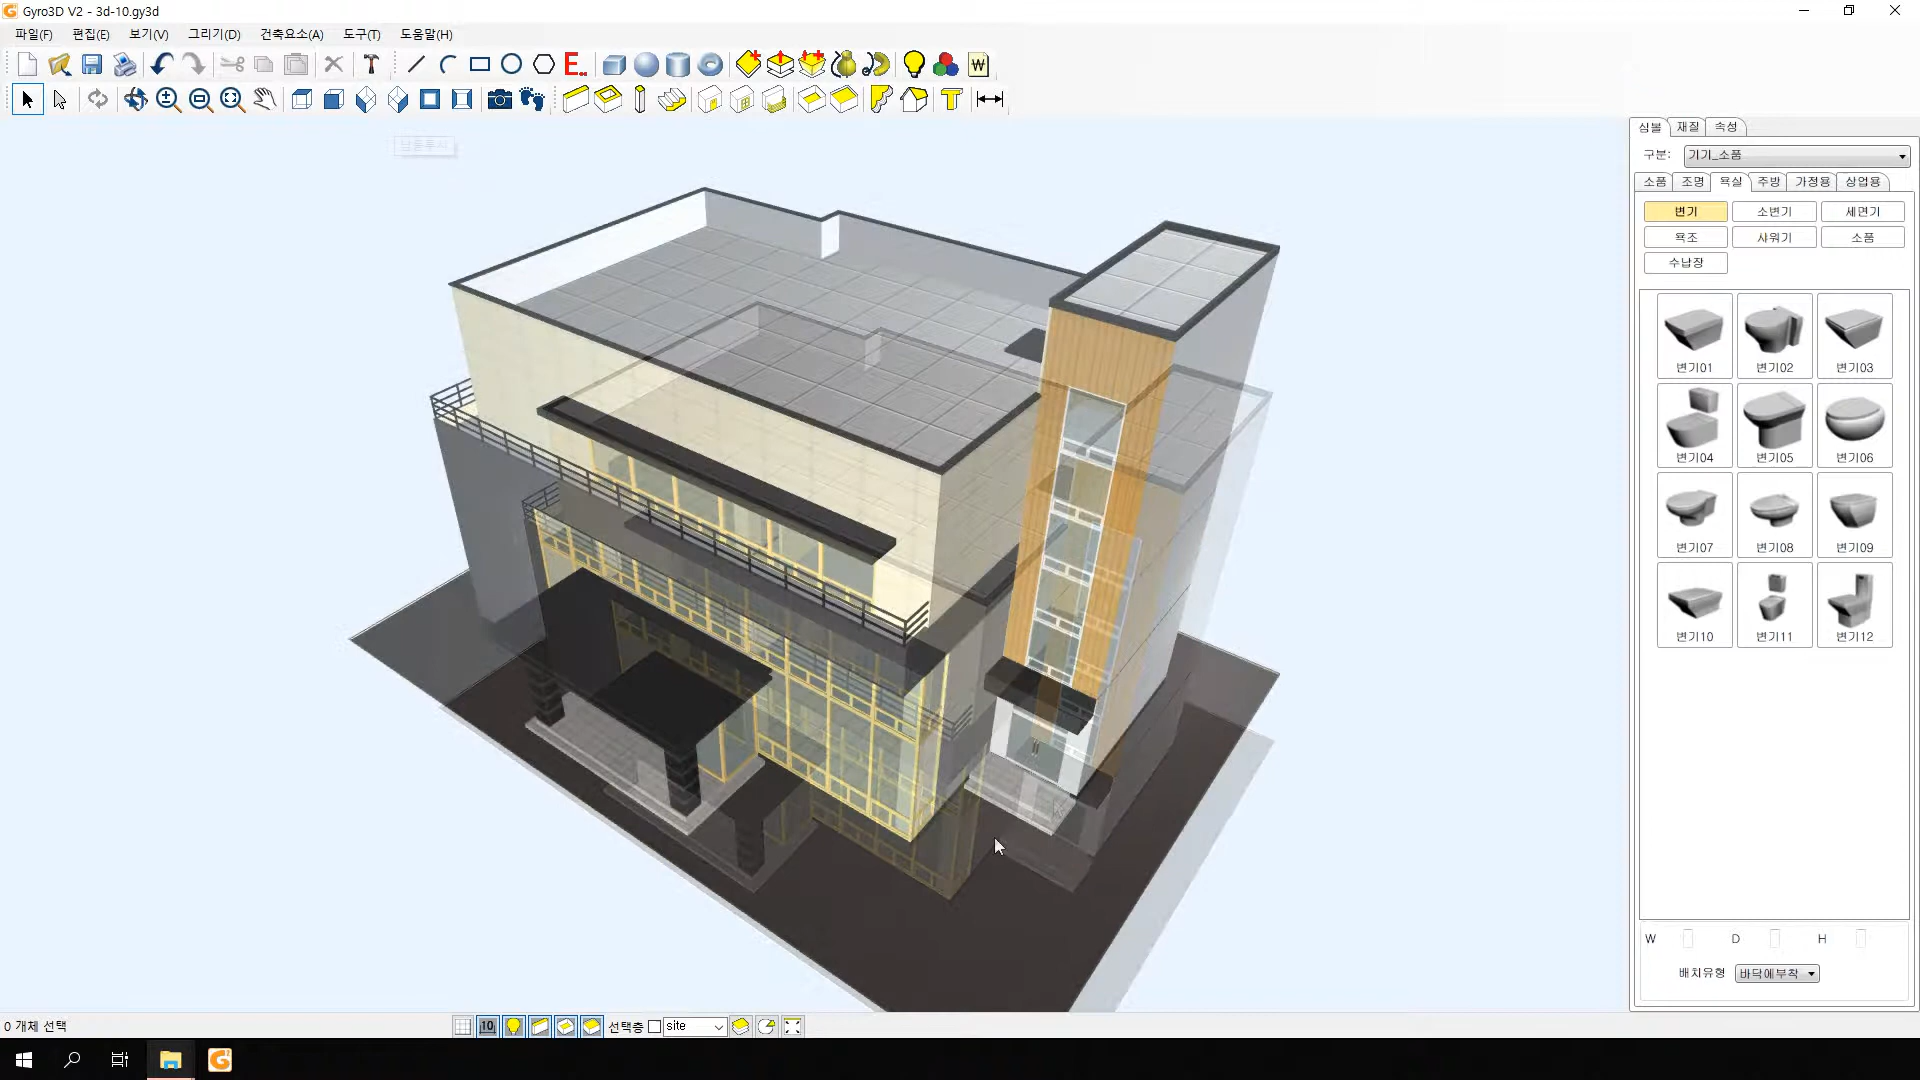 Gyro3D V2 - 3d-10.gy3d
파일(F) 편집(E) 보기(V) 그리기(D) 건축요소(A) 도구(T) 도움말(H)
E..
W
T
남동투시
심볼 재질 속성
구분: 기기_소품
소품 조명 욕실 주방 가정용 상업용
변기 소변기 세면기
욕조 샤워기 소품
수납장
변기01 변기02 변기03
변기04 변기05 변기06
변기07 변기08 변기09
변기10 변기11 변기12
W D H
배치유형 바닥에부착
0 개체 선택
10 선택층 site